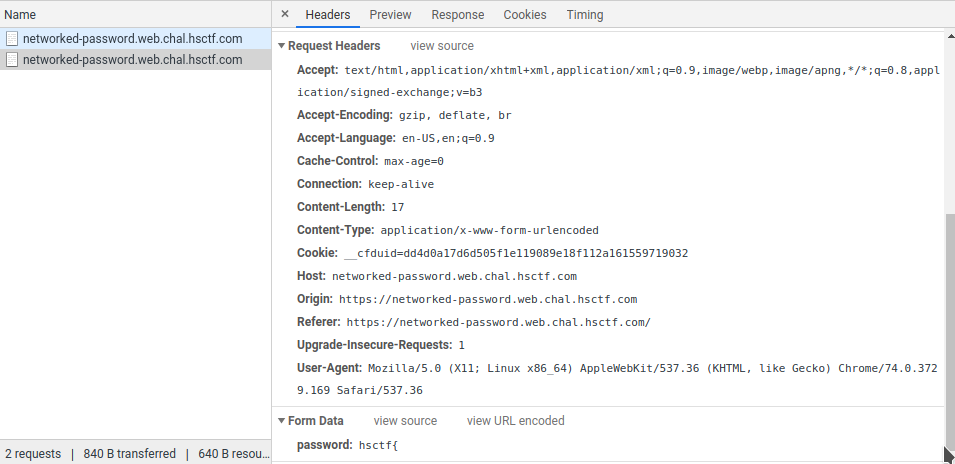 Name
× Headers Preview Response Cookies Timing
networked-password.web.chal.hsctf.com
networked-password.web.chal.hsctf.com
Request Headers view source
Accept: text/html,application/xhtml+xml,application/xml;q=0.9,image/webp,image/apng,*/*;q=0.8,appl
ication/signed-exchange;v=b3
Accept-Encoding: gzip, deflate, br
Accept-Language: en-US,en;q=0.9
Cache-Control: max-age=0
Connection: keep-alive
Content-Length: 17
Content-Type: application/x-www-form-urlencoded
Cookie: __cfduid=dd4d0a17d6d505f1e119089e18f112a161559719032
Host: networked-password.web.chal.hsctf.com
Origin: https://networked-password.web.chal.hsctf.com
Referer: https://networked-password.web.chal.hsctf.com/
Upgrade-Insecure-Requests: 1
User-Agent: Mozilla/5.0 (X11; Linux x86_64) AppleWebKit/537.36 (KHTML, like Gecko) Chrome/74.0.372
9.169 Safari/537.36
Form Data view source view URL encoded
password: hsctf{
2 requests | 840 B transferred | 640 B resou...